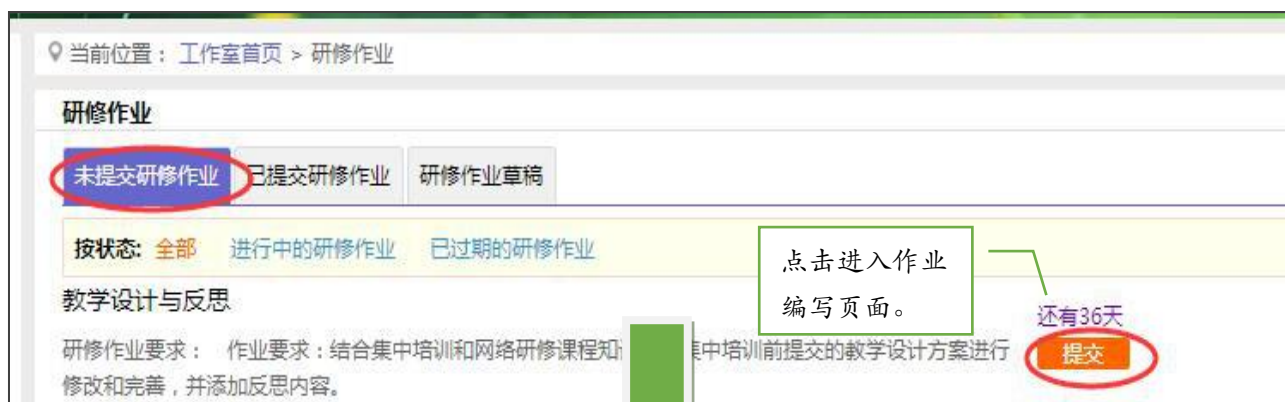 当前位置： 工作室首页 > 研修作业
研修作业
未提交研修作业 已提交研修作业 研修作业草稿
按状态: 全部 进行中的研修作业 已过期的研修作业
点击进入作业
编写页面。
教学设计与反思
还有36天
研修作业要求： 作业要求：结合集中培训和网络研修课程知 集中培训前提交的教学设计方案进行
提交
修改和完善，并添加反思内容。